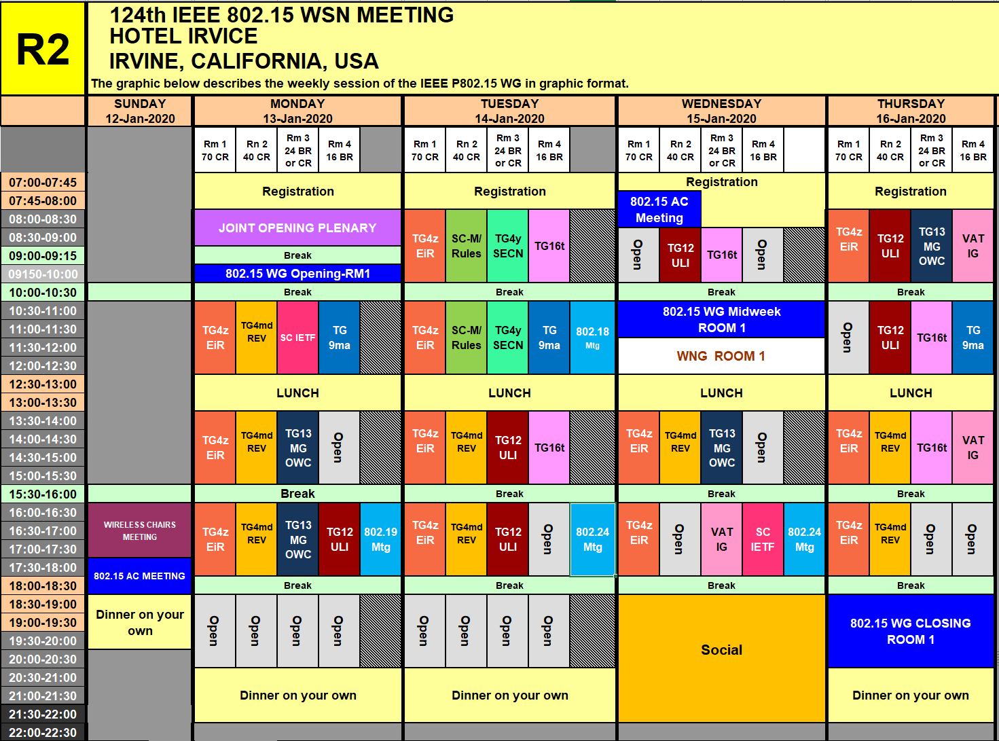 R2
124th IEEE 802.15 WSN MEETING
HOTEL IRVICE
IRVINE, CALIFORNIA, USA
The graphic below describes the weekly session of the IEEE P802.15 WG in graphic format.
SUNDAY MONDAY TUESDAY WEDNESDAY THURSDAY
12-Jan-2020 13-Jan-2020 14-Jan-2020 15-Jan-2020 16-Jan-2020
Rm 1 70 CR Rn 2 40 CR Rm 3 24 BR or CR Rm 4 16 BR
Rm 1 70 CR Rn 2 40 CR Rm 3 24 BR or CR Rm 4 16 BR
Rm 1 70 CR Rn 2 40 CR Rm 3 24 BR or CR Rm 4 16 BR
Rm 1 70 CR Rn 2 40 CR Rm 3 24 BR or CR Rm 4 16 BR
07:00-07:45 Registration Registration Registration Registration
07:45-08:00 802.15 AC Meeting
08:00-08:30 JOINT OPENING PLENARY TG4z EiR SC-M/ Rules TG4y SECN TG16t TG4z EiR TG12 ULI TG13 MG OWC VAT IG
08:30-09:00 Open TG12 ULI TG16t Open
09:00-09:15 Break
09150-10:00 802.15 WG Opening-RM1
10:00-10:30 Break Break Break Break
10:30-11:00 TG4z EiR TG4md REV SC IETF TG 9ma TG4z EiR SC-M/ Rules TG4y SECN TG 9ma 802.18 Mtg 802.15 WG Midweek ROOM 1 Open TG12 ULI TG16t TG 9ma
11:00-11:30
11:30-12:00 WNG ROOM 1
12:00-12:30
12:30-13:00 LUNCH LUNCH LUNCH LUNCH
13:00-13:30
13:30-14:00 TG4z EiR TG4md REV TG13 MG OWC Open TG4z EiR TG4md REV TG12 ULI TG16t TG4z EiR TG4md REV TG13 MG OWC Open TG4z EiR TG4md REV TG16t VAT IG
14:00-14:30
14:30-15:00
15:00-15:30
15:30-16:00 Break Break Break Break
16:00-16:30 WIRELESS CHAIRS MEETING TG4z EiR TG4md REV TG13 MG OWC TG12 ULI 802.19 Mtg TG4z EiR TG4md REV TG12 ULI Open 802.24 Mtg TG4z EiR Open VAT IG SC IETF 802.24 Mtg TG4z EiR TG4md REV Open Open
16:30-17:00
17:00-17:30
17:30-18:00 802.15 AC MEETING
18:00-18:30 Break Break Break Break
18:30-19:00 Dinner on your own Open Open Open Open Open Open Open Open Social 802.15 WG CLOSING ROOM 1
19:00-19:30
19:30-20:00
20:00-20:30
20:30-21:00 Dinner on your own Dinner on your own Dinner on your own
21:00-21:30
21:30-22:00
22:00-22:30